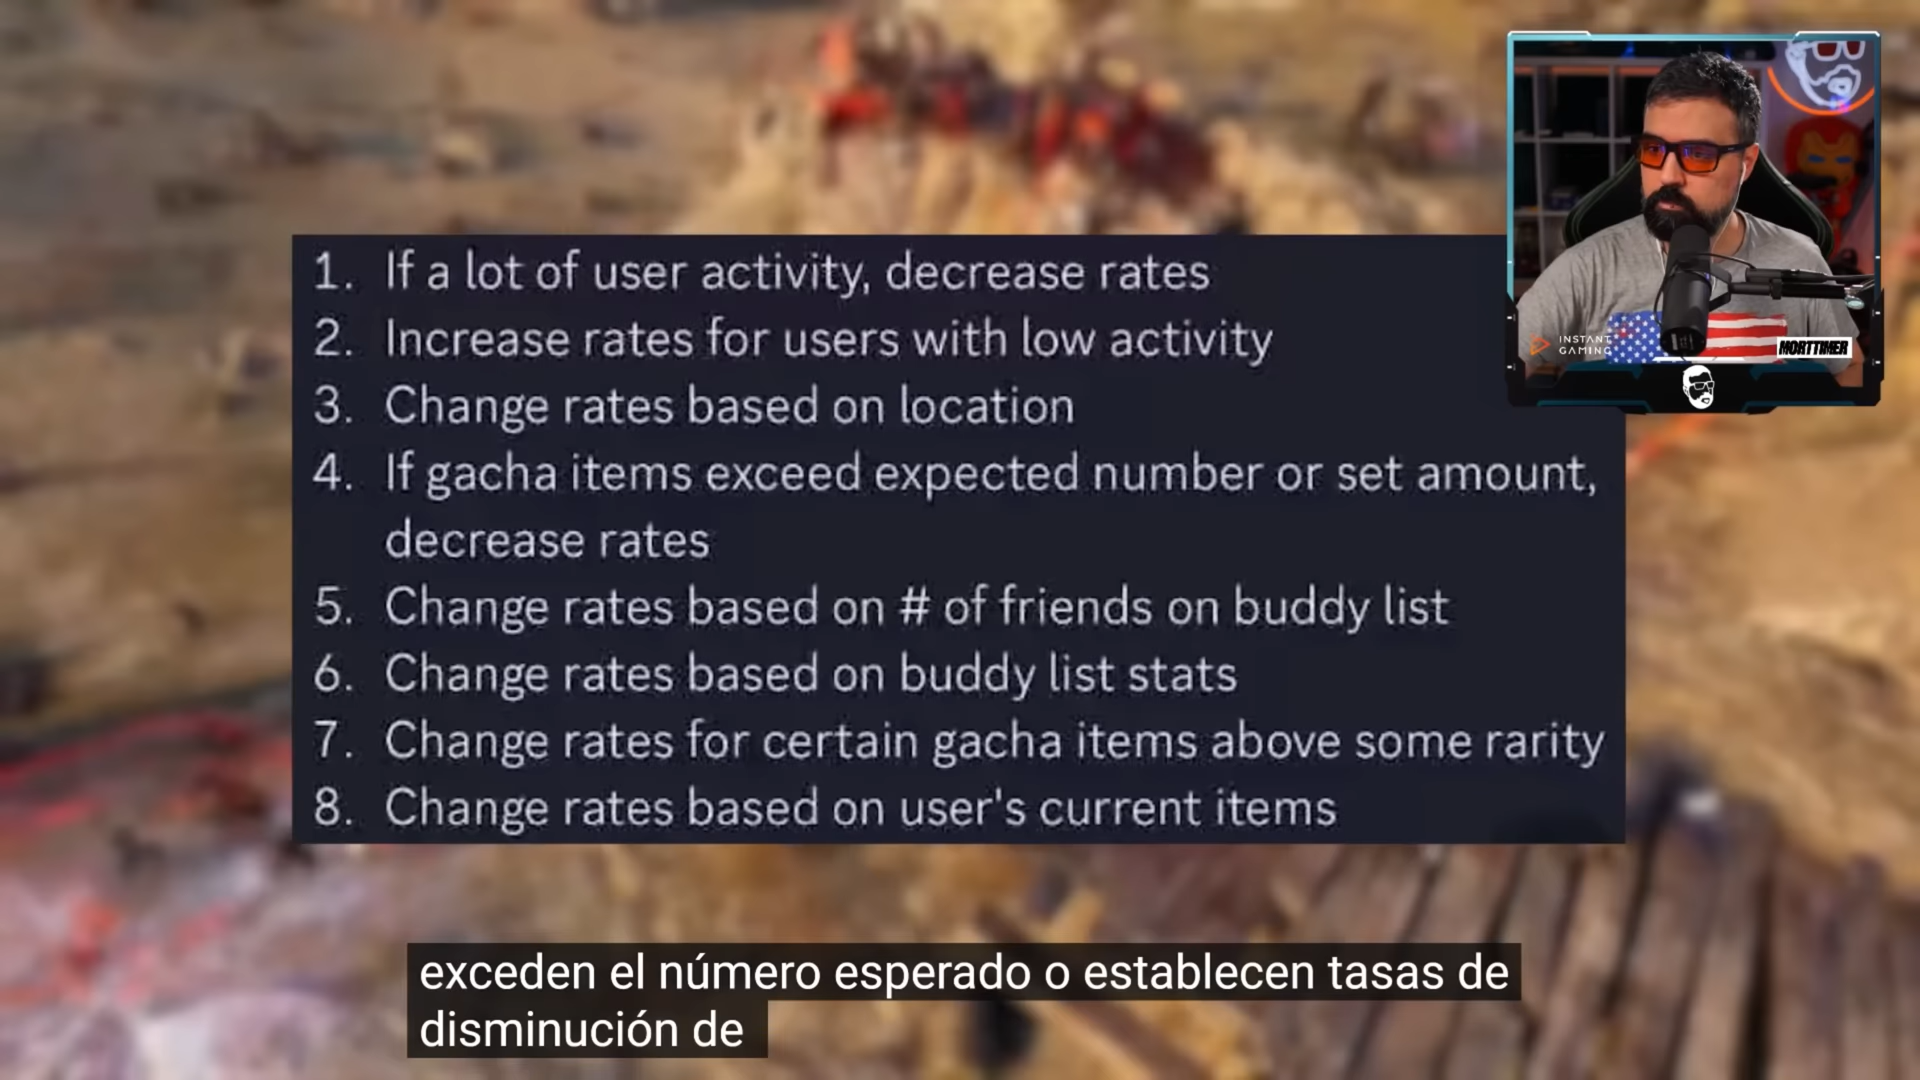 1. If a lot of user activity, decrease rates
2. Increase rates for users with low activity
3. Change rates based on location
4. If gacha items exceed expected number or set amount,
decrease rates
5. Change rates based on # of friends on buddy list
6. Change rates based on buddy list stats
7. Change rates for certain gacha items above some rarity
8. Change rates based on user's current items
INSTANT
GAMING
MORTTIMER
exceden el número esperado o establecen tasas de
disminución de